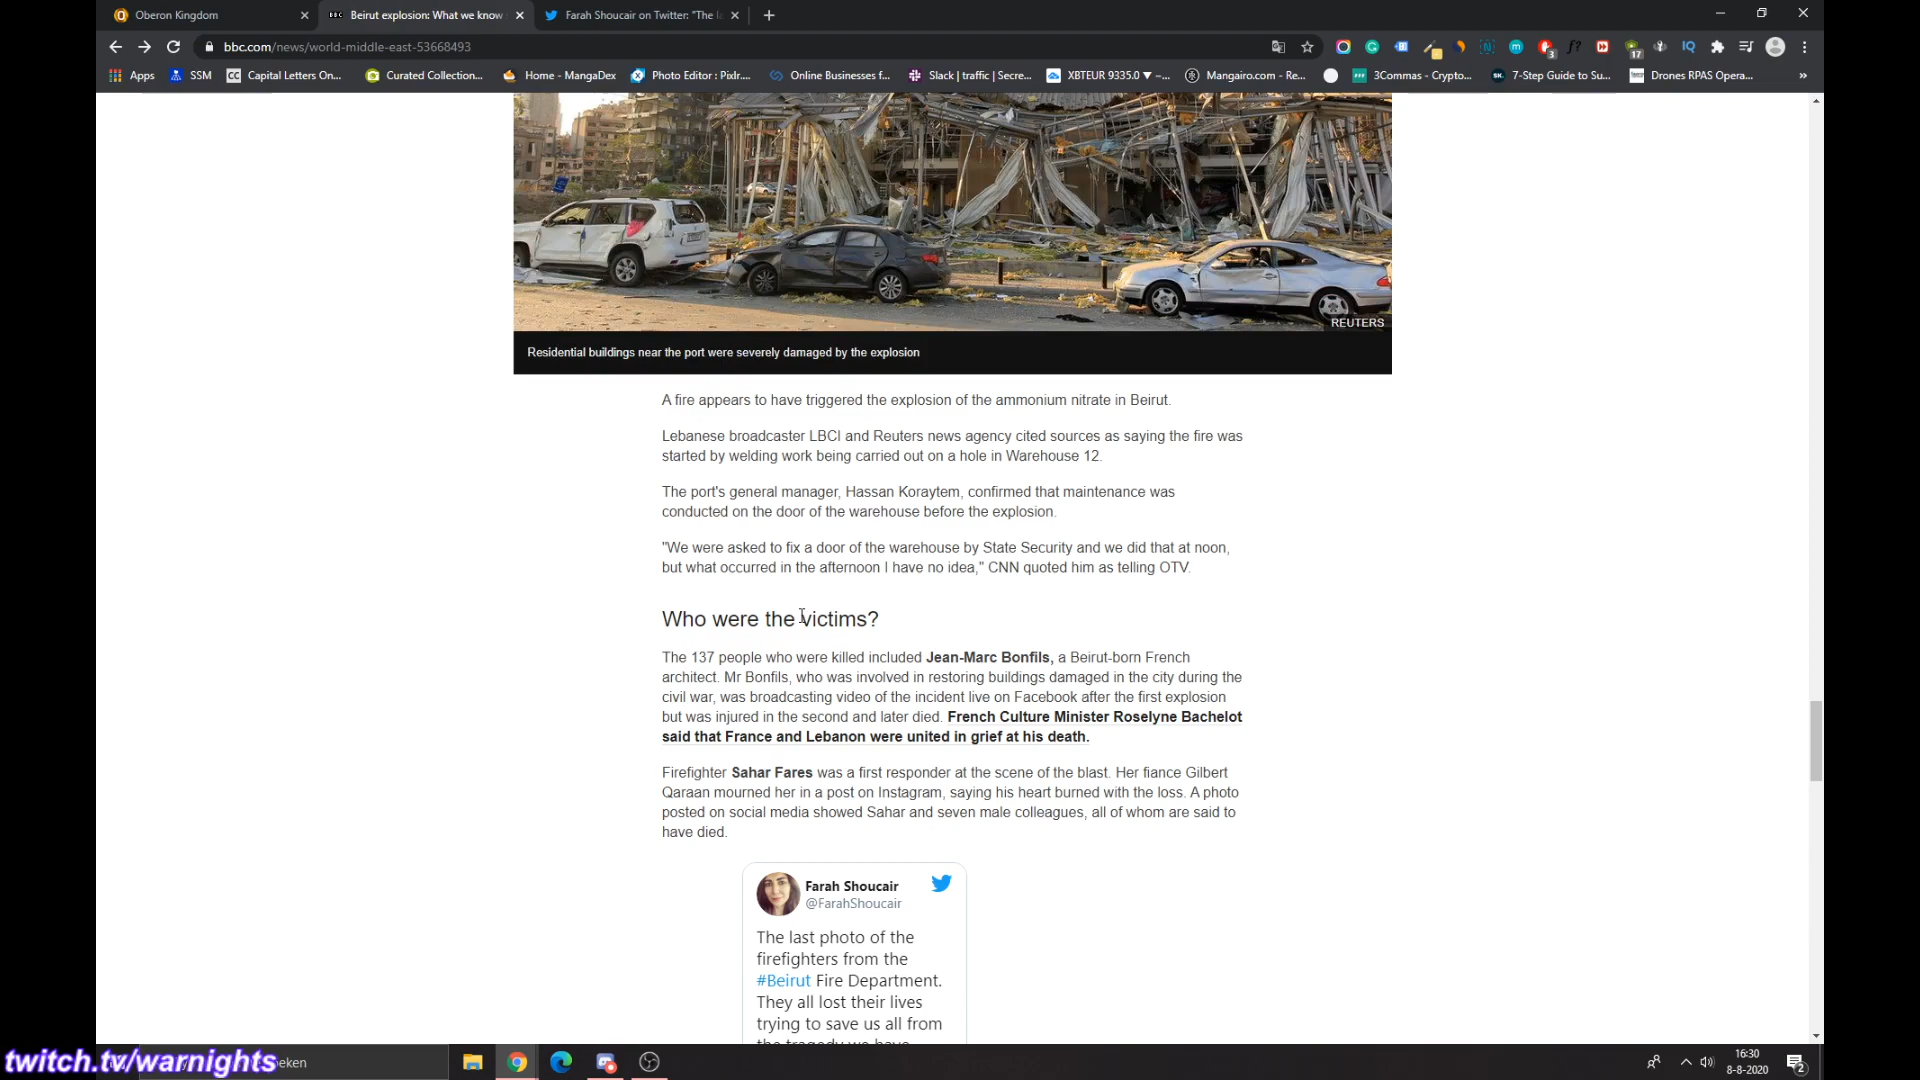 Oberon Kingdom
BBC Beirut explosion: What we know
Farah Shoucair on Twitter: "The la
bbc.com/news/world-middle-east-53668493
3
17
IQ
Apps
SSM
CC Capital Letters On...
Curated Collection...
Home - MangaDex
Photo Editor : Pixlr....
Online Businesses f...
Slack | traffic | Secre...
XBTEUR 9335.0 ▼ –...
Mangairo.com - Re...
3Commas - Crypto...
7-Step Guide to Su...
Drones RPAS Opera...
»
REUTERS
Residential buildings near the port were severely damaged by the explosion
A fire appears to have triggered the explosion of the ammonium nitrate in Beirut.
Lebanese broadcaster LBCI and Reuters news agency cited sources as saying the fire was
started by welding work being carried out on a hole in Warehouse 12.
The port's general manager, Hassan Koraytem, confirmed that maintenance was
conducted on the door of the warehouse before the explosion.
"We were asked to fix a door of the warehouse by State Security and we did that at noon,
but what occurred in the afternoon I have no idea," CNN quoted him as telling OTV.
Who were the victims?
The 137 people who were killed included Jean-Marc Bonfils, a Beirut-born French
architect. Mr Bonfils, who was involved in restoring buildings damaged in the city during the
civil war, was broadcasting video of the incident live on Facebook after the first explosion
but was injured in the second and later died. French Culture Minister Roselyne Bachelot
said that France and Lebanon were united in grief at his death.
Firefighter Sahar Fares was a first responder at the scene of the blast. Her fiance Gilbert
Qaraan mourned her in a post on Instagram, saying his heart burned with the loss. A photo
posted on social media showed Sahar and seven male colleagues, all of whom are said to
have died.
Farah Shoucair
@FarahShoucair
The last photo of the
firefighters from the
#Beirut Fire Department.
They all lost their lives
trying to save us all from
the tragedy we have
twitch.tv/warnights
eken
16:30
8-8-2020
2